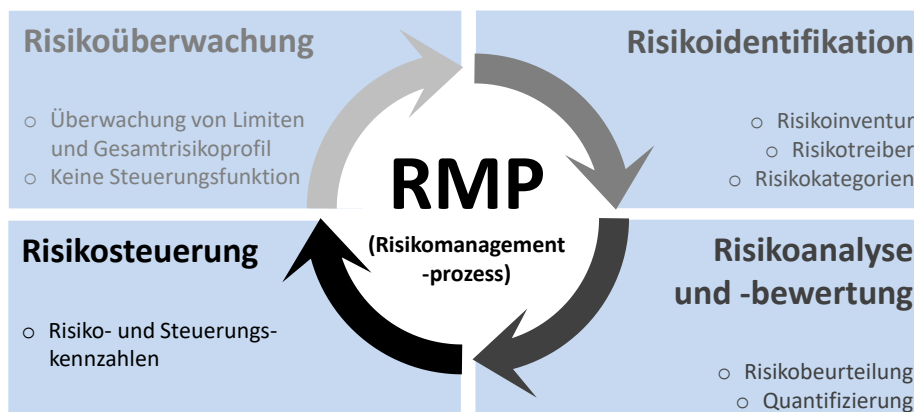 Risikoüberwachung
○ Überwachung von Limiten
und Gesamtrisikoprofil
○ Keine Steuerungsfunktion
Risikoidentifikation
○ Risikoinventur
○ Risikotreiber
○ Risikokategorien
RMP
(Risikomanagement
-prozess)
Risikosteuerung
○ Risiko- und Steuerungs-
kennzahlen
Risikoanalyse
und -bewertung
○ Risikobeurteilung
○ Quantifizierung